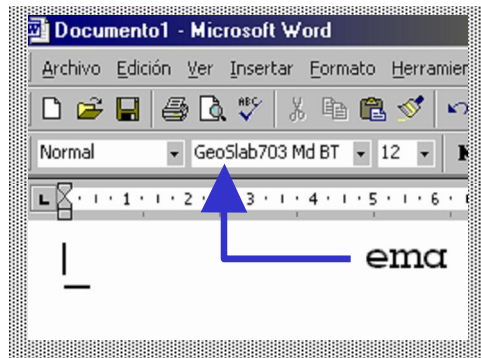 Documento1 - Microsoft Word
Archivo Edición Ver Insertar Formato Herramien
Normal GeoSlab703 Md BT 12 N
1 2 3 4 5 6
ema